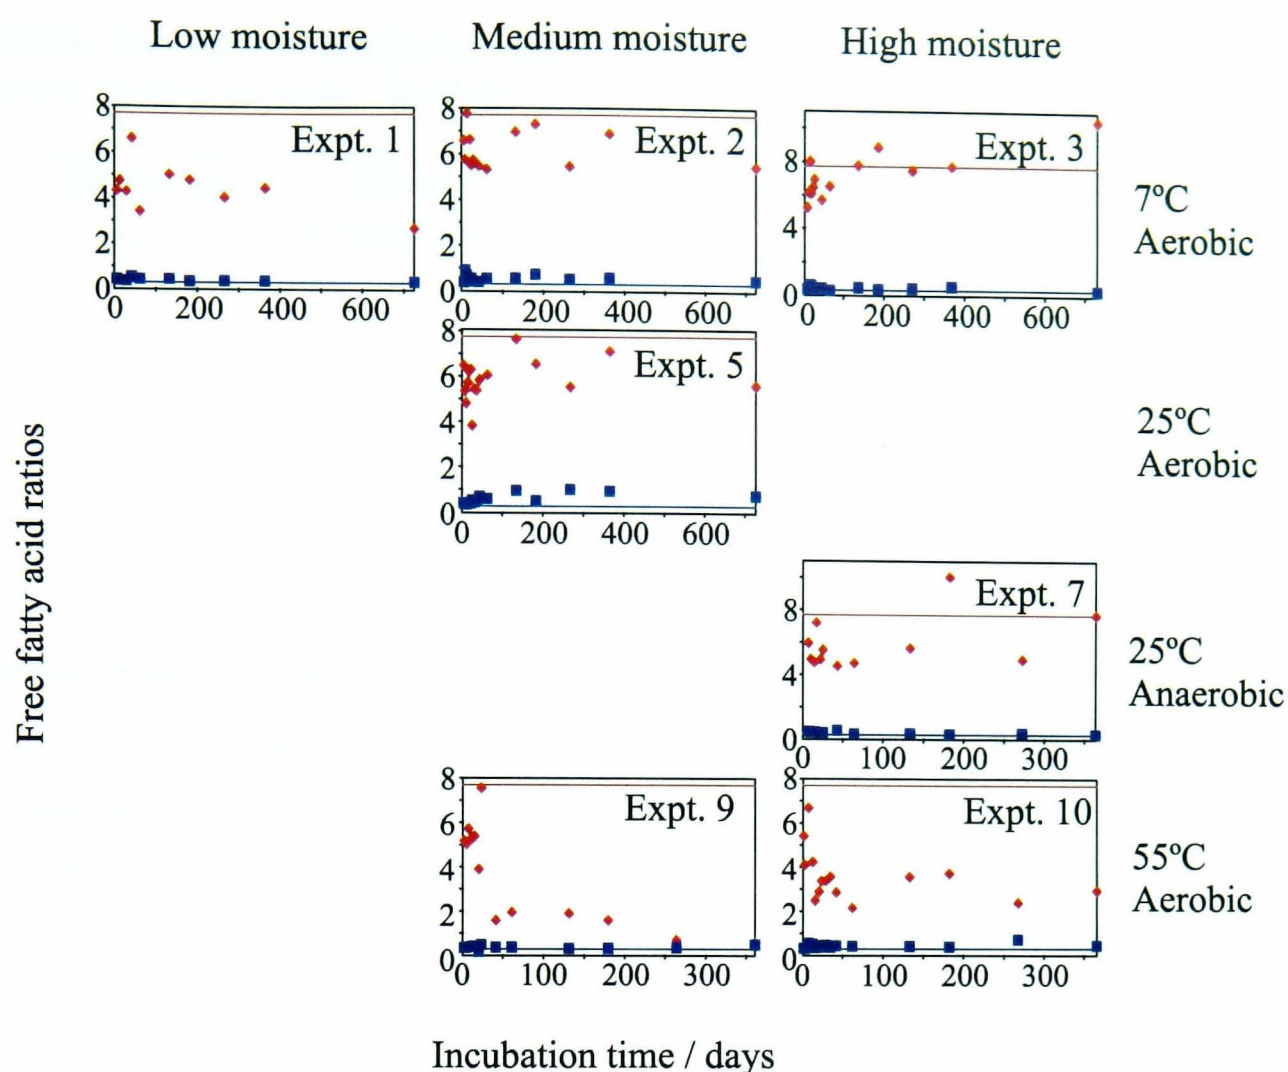 Low moisture Medium moisture High moisture
8
6
4
2
0
Expt. 1
0 200 400 600
8
6
4
2
0
Expt. 2
0 200 400 600
8
4
0
Expt. 3
0 200 400 600
7ºC
Aerobic
8
6
4
2
0
Expt. 5
0 200 400 600
25ºC
Aerobic
Free fatty acid ratios
8
4
0
Expt. 7
0 100 200 300
25ºC
Anaerobic
8
6
4
2
0
Expt. 9
0 100 200 300
8
6
4
2
0
Expt. 10
0 100 200 300
55ºC
Aerobic
Incubation time / days